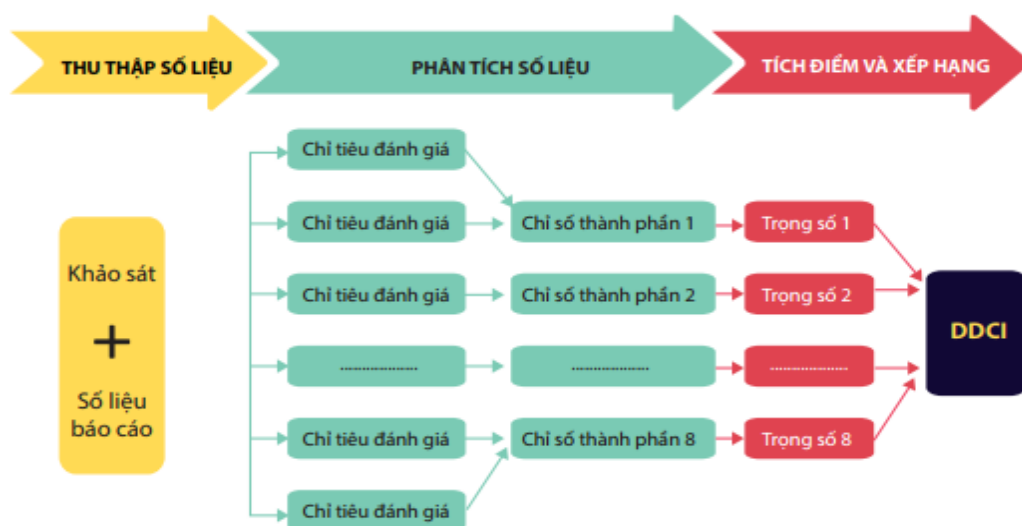 THU THẬP SỐ LIỆU
PHÂN TÍCH SỐ LIỆU
TÍCH ĐIỂM VÀ XẾP HẠNG
Khảo sát
+
Số liệu
báo cáo
Chỉ tiêu đánh giá
Chỉ tiêu đánh giá
Chỉ số thành phần 1
Trọng số 1
Chỉ tiêu đánh giá
Chỉ số thành phần 2
Trọng số 2
...................
...................
...................
Chỉ tiêu đánh giá
Chỉ số thành phần 8
Trọng số 8
Chỉ tiêu đánh giá
DDCI